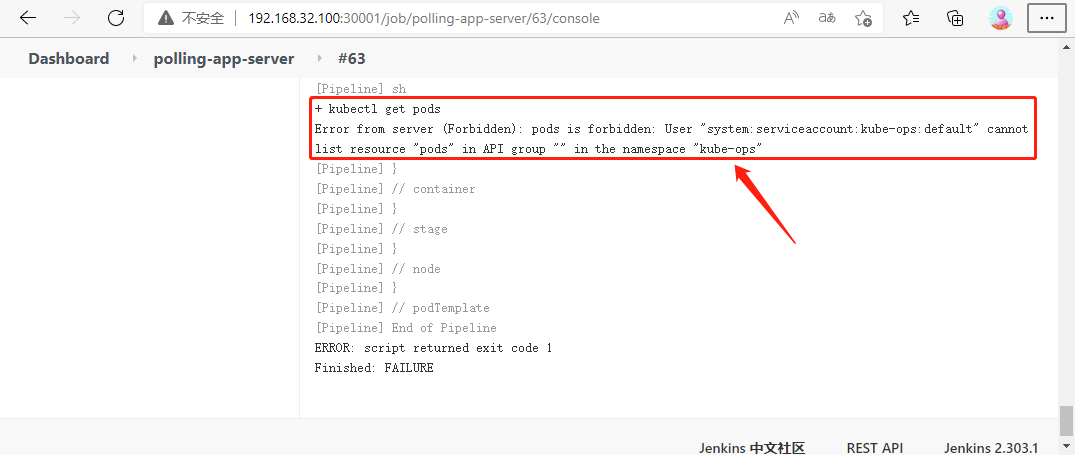 不安全 192.168.32.100:30001/job/polling-app-server/63/console
Dashboard polling-app-server #63
[Pipeline] sh
+ kubectl get pods
Error from server (Forbidden): pods is forbidden: User "system:serviceaccount:kube-ops:default" cannot
list resource "pods" in API group "" in the namespace "kube-ops"
[Pipeline] }
[Pipeline] // container
[Pipeline] }
[Pipeline] // stage
[Pipeline] }
[Pipeline] // node
[Pipeline] }
[Pipeline] // podTemplate
[Pipeline] End of Pipeline
ERROR: script returned exit code 1
Finished: FAILURE
Jenkins 中文社区 REST API Jenkins 2.303.1